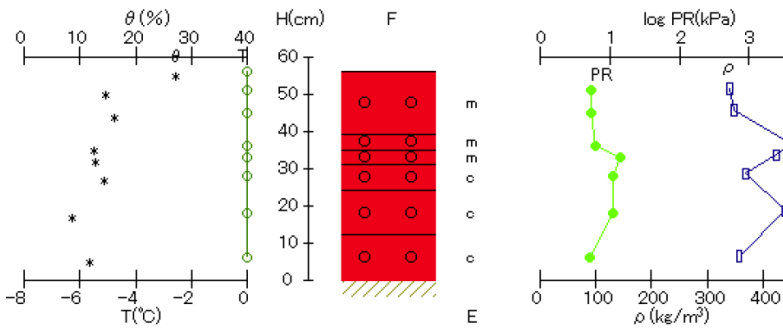 θ(%) H(cm) F log PR(kPa)
0 10 20 30 40 60 0 1 2 3
θ T PR ρ
50
m
40
m
30 m
c
20
c
10
c
0
-8 -6 -4 -2 0 0 100 200 300 400
T(℃) E ρ(kg/m³)